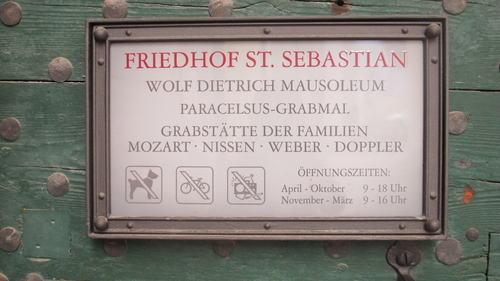 FRIEDHOF ST. SEBASTIAN
WOLF DIETRICH MAUSOLEUM
PARACELSUS-GRABMAL
GRABSTÄTTE DER FAMILIEN
MOZART · NISSEN · WEBER · DOPPLER
ÖFFNUNGSZEITEN:
April - Oktober 9 - 18 Uhr
November - März 9 - 16 Uhr